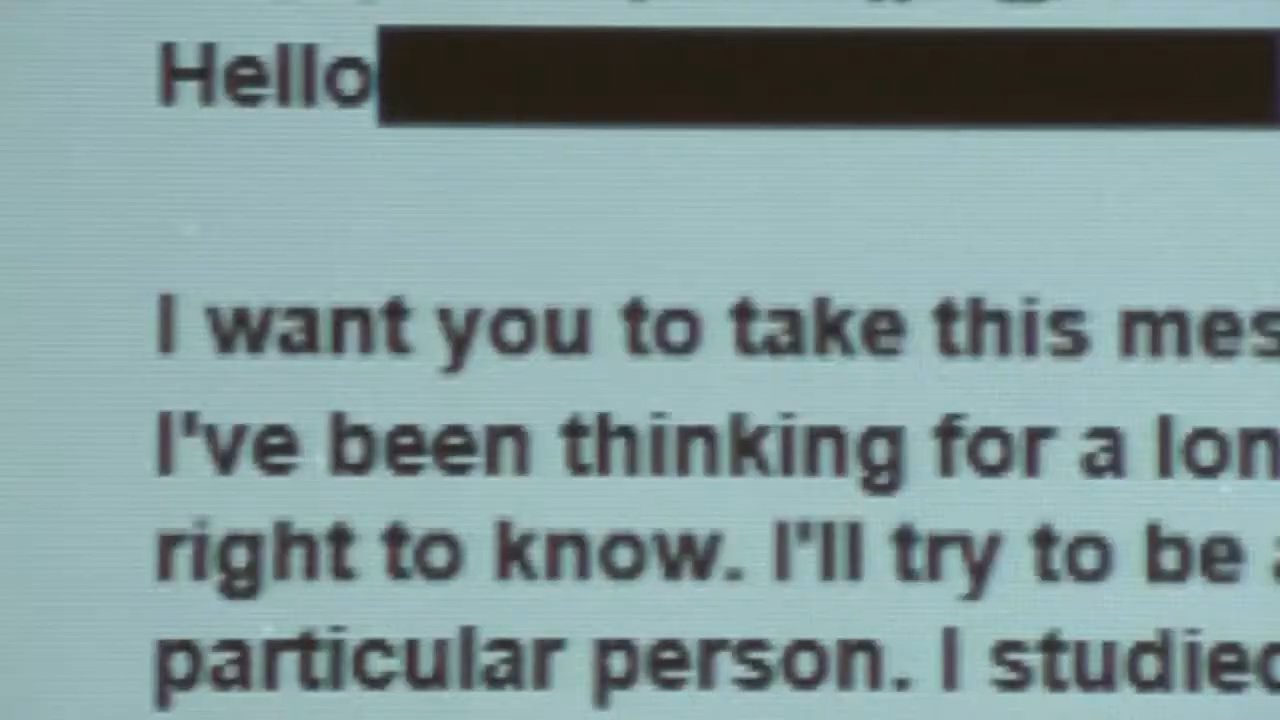 Hello
I want you to take this mes
I've been thinking for a lon
right to know. I'll try to be a
particular person. I studied